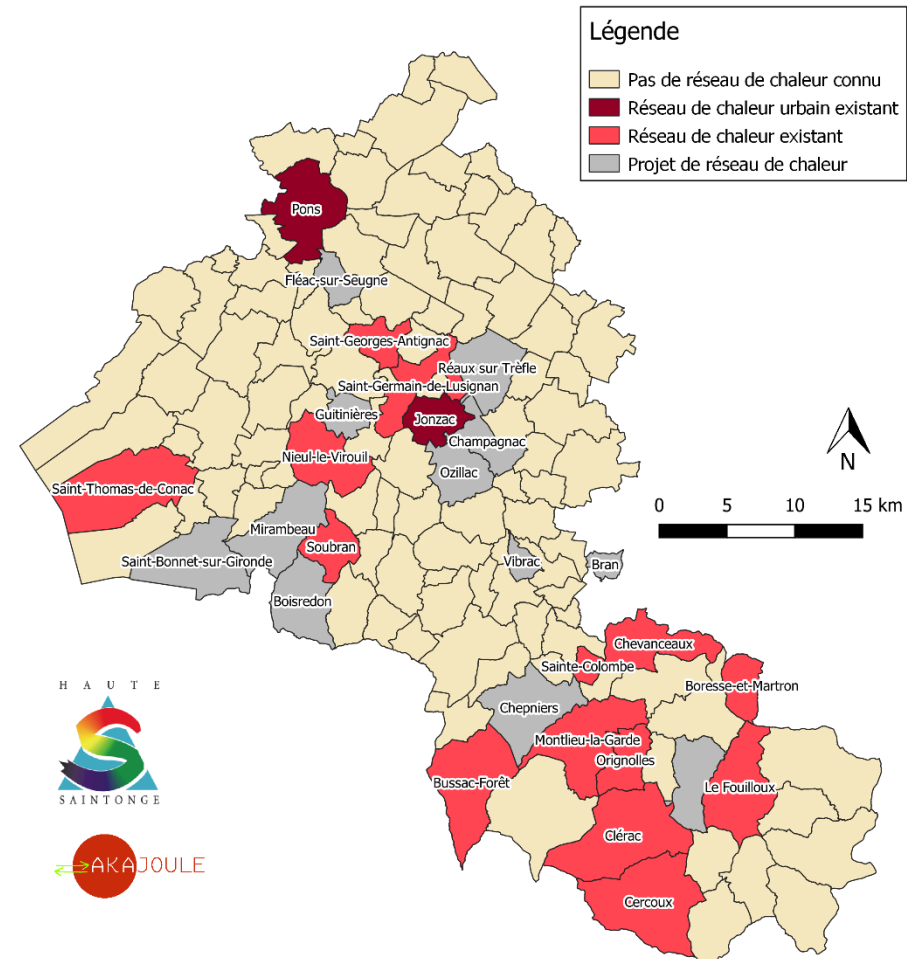 Légende
Pas de réseau de chaleur connu
Réseau de chaleur urbain existant
Réseau de chaleur existant
Projet de réseau de chaleur
Pons
Fléac-sur-Seugne
Saint-Georges-Antignac
Réaux sur Trèfle
Saint-Germain-de-Lusignan
Guitinières
Jonzac
Champagnac
Nieul-le-Virouil
Ozillac
Saint-Thomas-de-Conac
N
0 5 10 15 km
Mirambeau
Soubran
Saint-Bonnet-sur-Gironde
Vibrac
Bran
Boisredon
Chevanceaux
Sainte-Colombe
Boresse-et-Martron
Chepniers
Montlieu-la-Garde
Orignolles
Bussac-Forêt
Le Fouilloux
Clérac
Cercoux
HAUTE
SAINTONGE
AKAJOULE